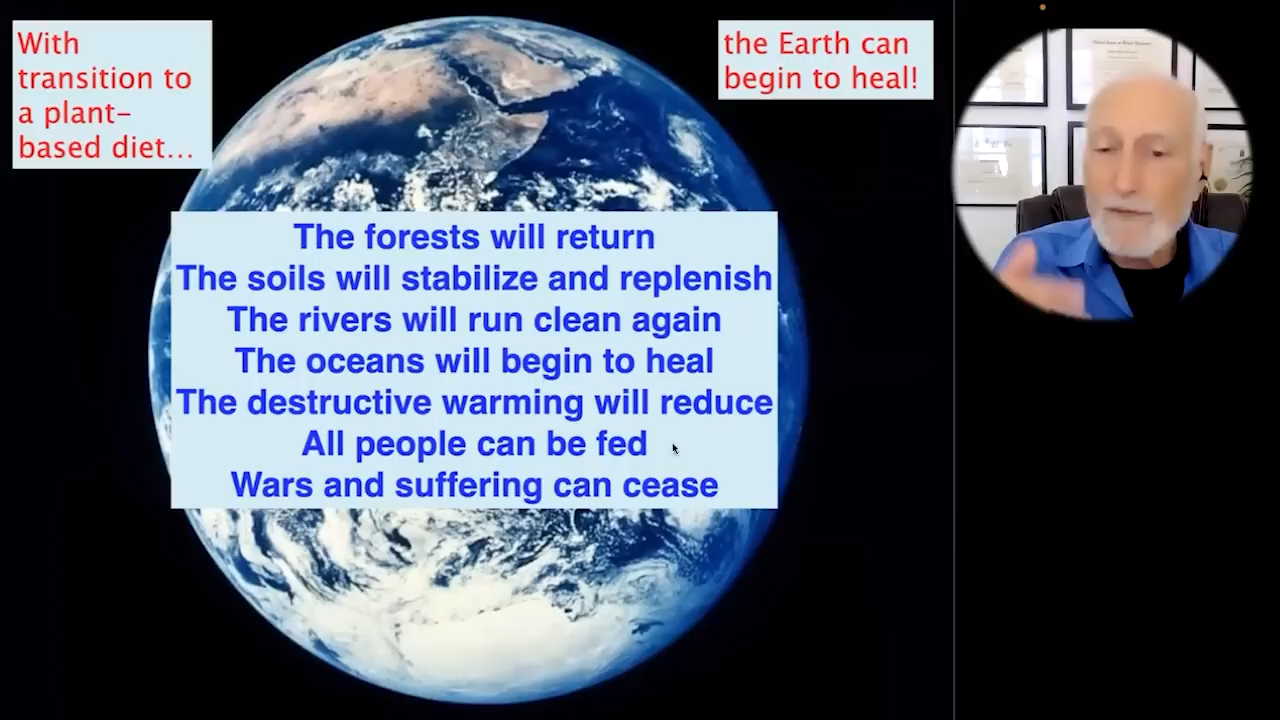 With
transition to
a plant-
based diet...
the Earth can
begin to heal!
The forests will return
The soils will stabilize and replenish
The rivers will run clean again
The oceans will begin to heal
The destructive warming will reduce
All people can be fed
Wars and suffering can cease